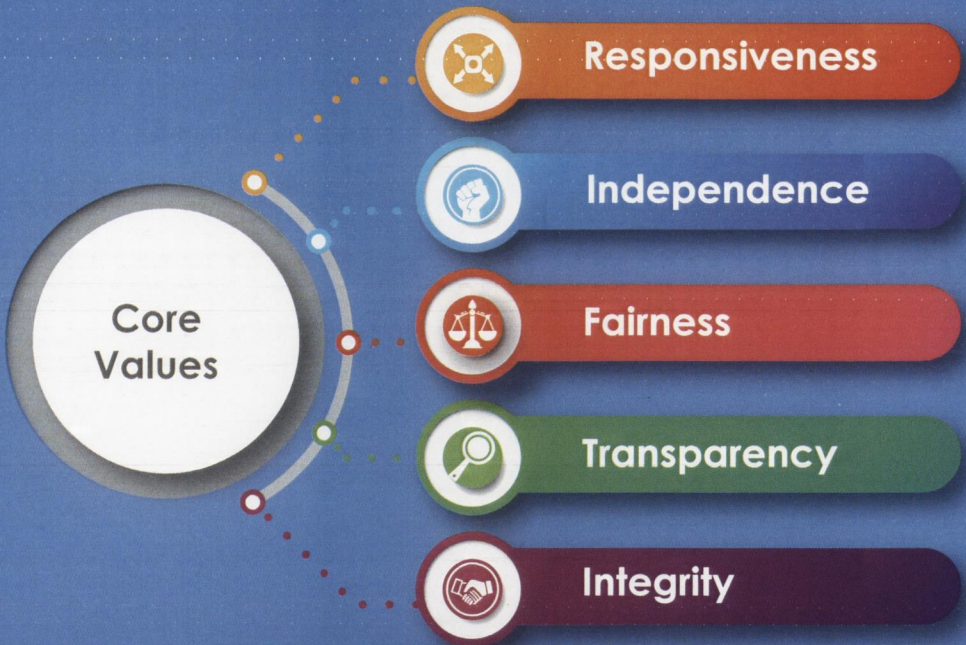 Core
Values
Responsiveness
Independence
Fairness
Transparency
Integrity